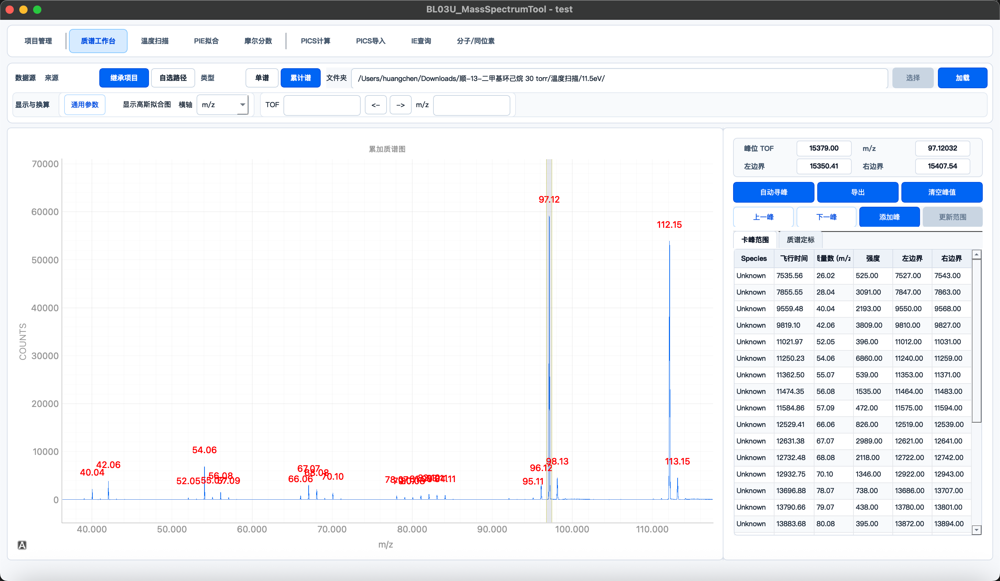 BL03U_MassSpectrumTool - test
项目管理 质谱工作台 温度扫描 PIE拟合 摩尔分数 PICS计算 PICS导入 IE查询 分子/同位素
数据源 来源 继承项目 自选路径 类型 单谱 累计谱 文件夹 /Users/huangchen/Downloads/顺-13-二甲基环己烷 30 torr/温度扫描/11.5eV/ 选择 加载
显示与换算 通用参数 显示高斯拟合图 横轴 m/z TOF <- -> m/z
累加质谱图
70000
60000
50000
40000
30000
20000
10000
0
COUNTS
97.12
112.15
54.06
42.06
40.04
52.05
56.08
57.09
66.06
67.07
68.08
70.10
95.11
96.12
98.13
113.15
40.000 50.000 60.000 70.000 80.000 90.000 100.000 110.000
m/z
A
峰位 TOF 15379.00 m/z 97.12032
左边界 15350.41 右边界 15407.54
自动寻峰 导出 清空峰值
上一峰 下一峰 添加峰 更新范围
卡峰范围 质谱定标
Species 飞行时间 质量数 (m/z 强度 左边界 右边界
Unknown 7535.56 26.02 525.00 7527.00 7543.00
Unknown 7855.55 28.04 3091.00 7847.00 7863.00
Unknown 9559.48 40.04 2193.00 9550.00 9568.00
Unknown 9819.10 42.06 3809.00 9810.00 9827.00
Unknown 11021.97 52.05 396.00 11012.00 11031.00
Unknown 11250.23 54.06 6860.00 11240.00 11259.00
Unknown 11362.50 55.07 539.00 11353.00 11371.00
Unknown 11474.35 56.08 1535.00 11464.00 11483.00
Unknown 11584.86 57.09 472.00 11575.00 11594.00
Unknown 12529.41 66.06 826.00 12519.00 12539.00
Unknown 12631.38 67.07 2989.00 12621.00 12641.00
Unknown 12732.48 68.08 2118.00 12722.00 12742.00
Unknown 12932.75 70.10 1346.00 12922.00 12943.00
Unknown 13696.88 78.07 738.00 13686.00 13707.00
Unknown 13790.66 79.07 438.00 13780.00 13801.00
Unknown 13883.68 80.08 395.00 13872.00 13894.00